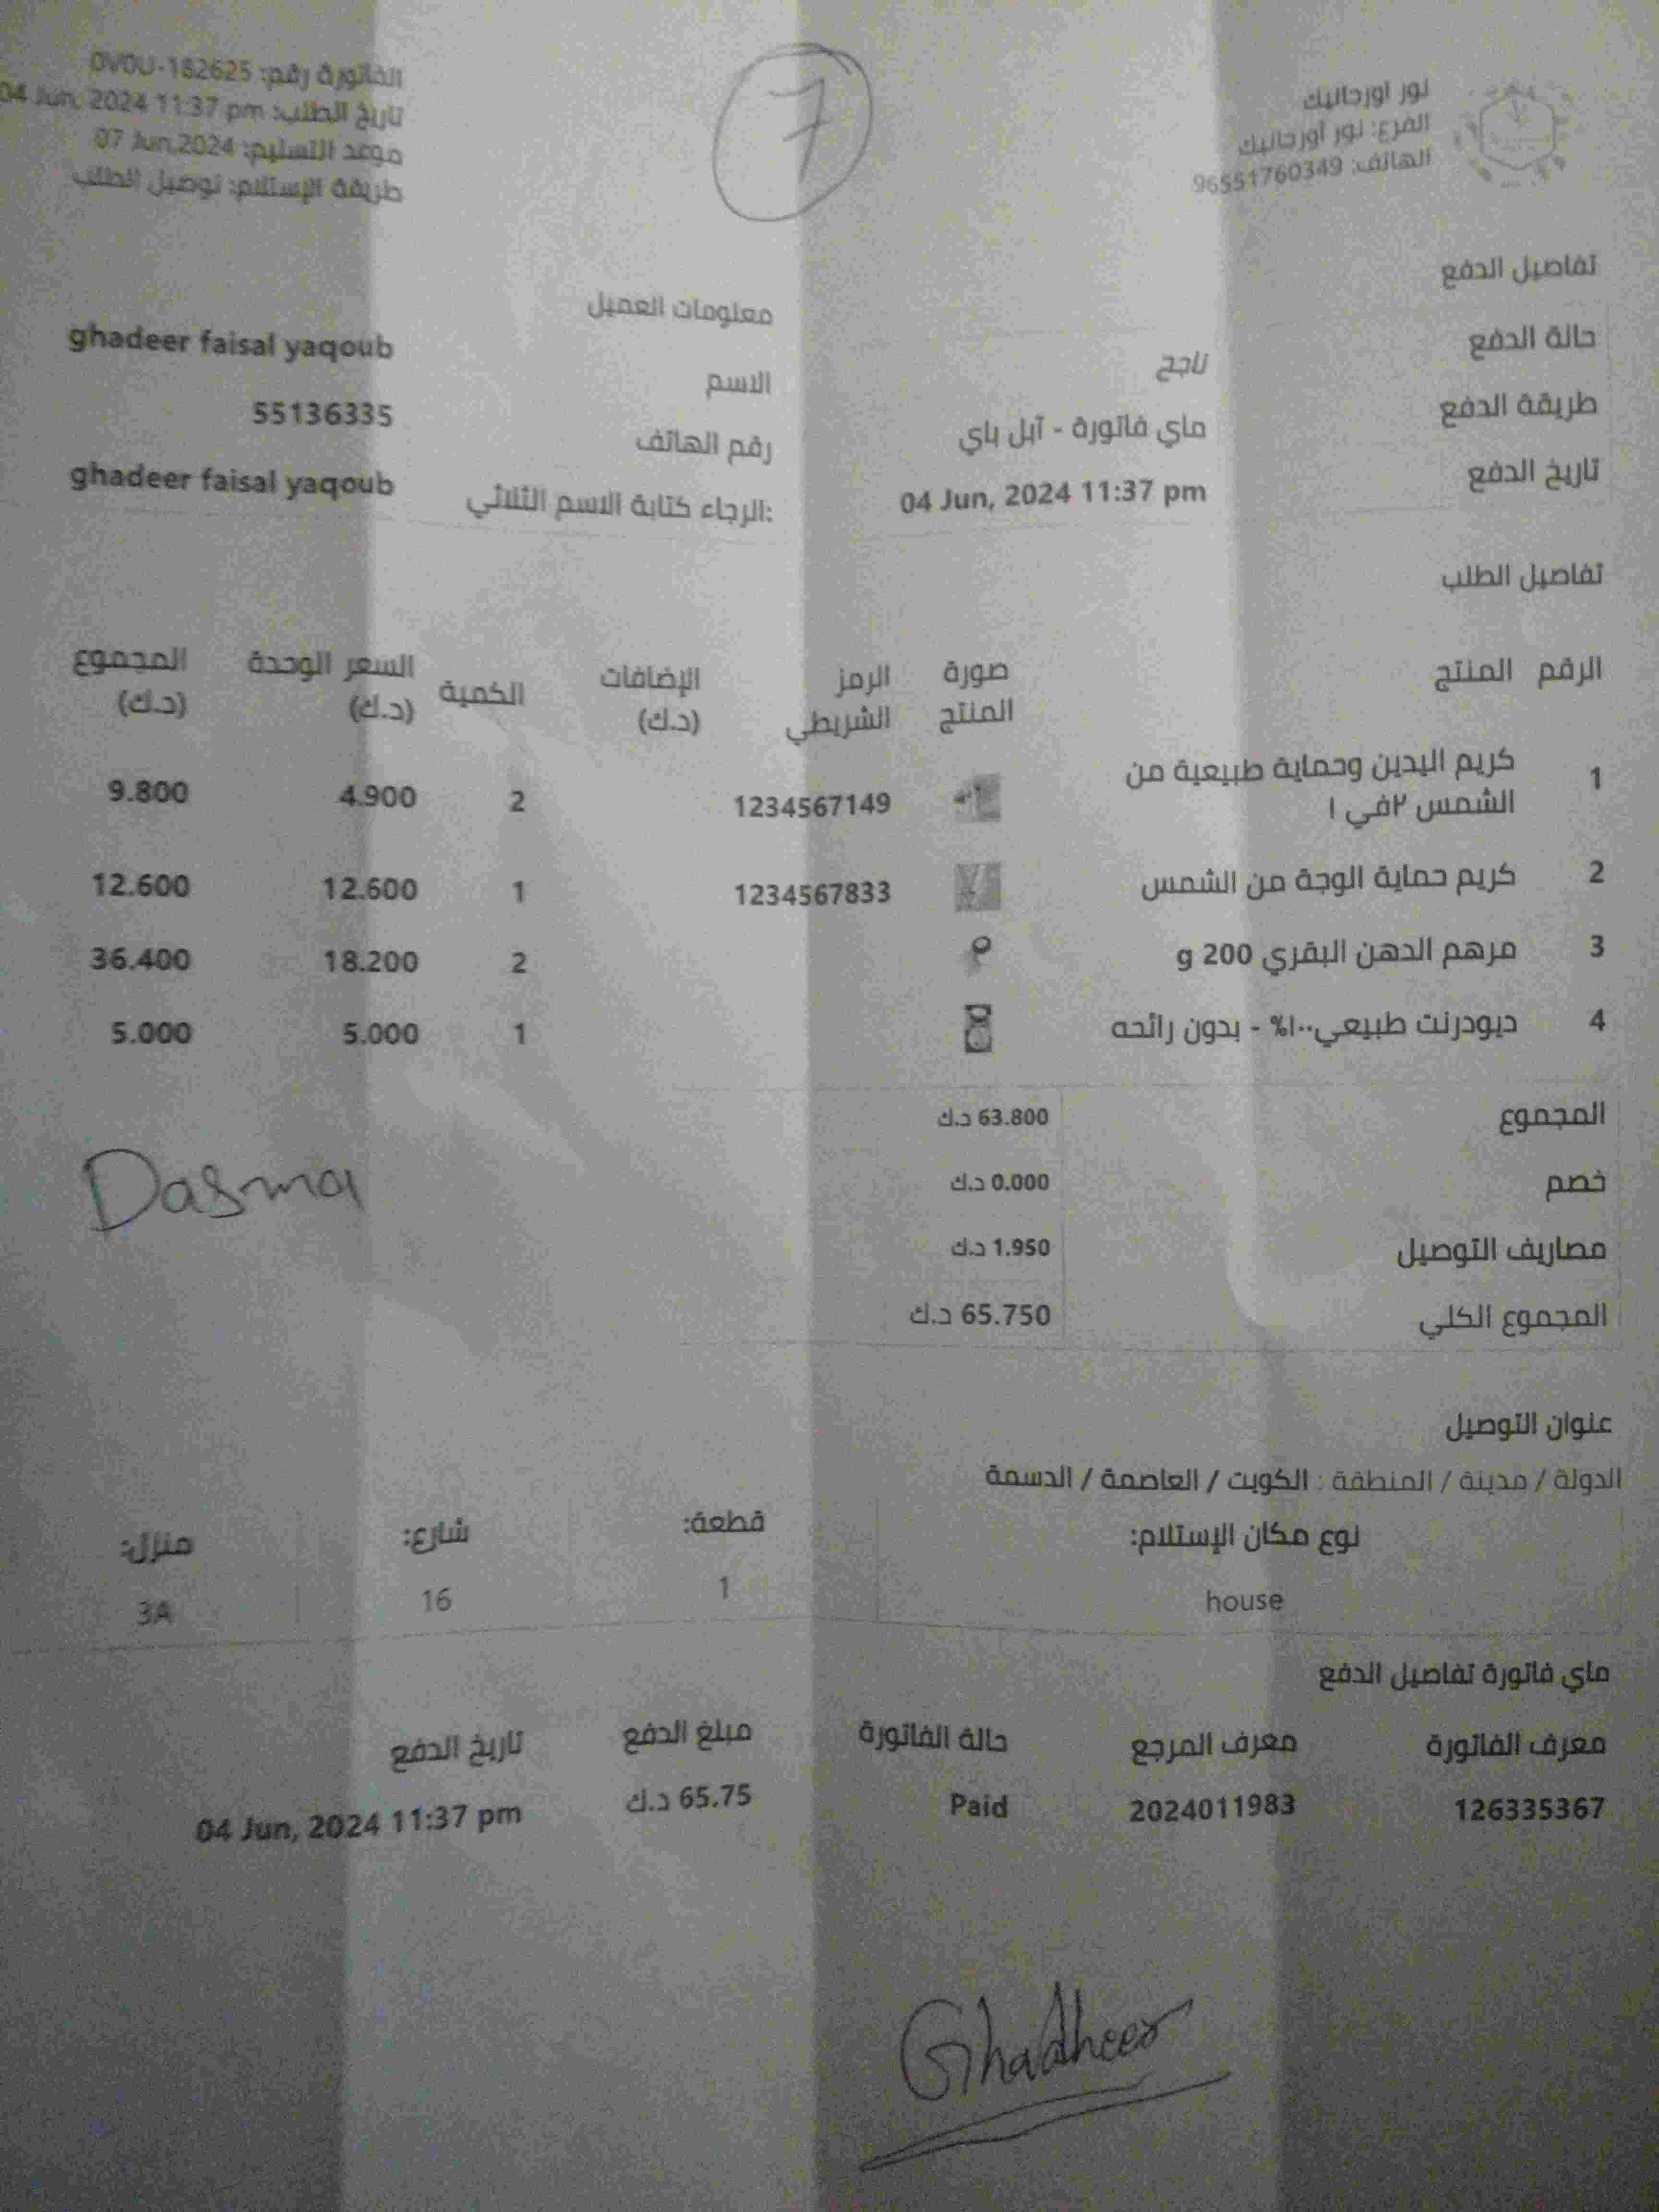 نور اورجانيك
الفرع: نور أورجانيك
الهاتف: 96551760349
7
الفاتورة رقم: 0V0U-182625
تاريخ الطلب: 04 Jun, 2024 11:37 pm
موعد التسليم: 07 Jun,2024
طريقة الإستلام: توصيل الطلب
تفاصيل الدفع
حالة الدفع ناجح
طريقة الدفع ماي فاتورة - آبل باي
تاريخ الدفع 04 Jun, 2024 11:37 pm
معلومات العميل
الاسم ghadeer faisal yaqoub
رقم الهاتف 55136335
الرجاء كتابة الاسم الثلاثي: ghadeer faisal yaqoub
تفاصيل الطلب
الرقم المنتج صورة المنتج الرمز الشريطي الإضافات (د.ك) الكمية السعر الوحدة (د.ك) المجموع (د.ك)
1 كريم اليدين وحماية طبيعية من 1234567149 2 4.900 9.800
الشمس ٢في ١
2 كريم حماية الوجة من الشمس 1234567833 1 12.600 12.600
3 مرهم الدهن البقري 200 g 2 18.200 36.400
4 ديودرنت طبيعي١٠٠% - بدون رائحه 1 5.000 5.000
المجموع 63.800 د.ك
خصم 0.000 د.ك
مصاريف التوصيل 1.950 د.ك
المجموع الكلي 65.750 د.ك
Dasma
عنوان التوصيل
الدولة / مدينة / المنطقة : الكويت / العاصمة / الدسمة
نوع مكان الإستلام: قطعة: شارع: منزل:
house 1 16 3A
ماي فاتورة تفاصيل الدفع
معرف الفاتورة معرف المرجع حالة الفاتورة مبلغ الدفع تاريخ الدفع
126335367 2024011983 Paid 65.75 د.ك 04 Jun, 2024 11:37 pm
Ghadheer